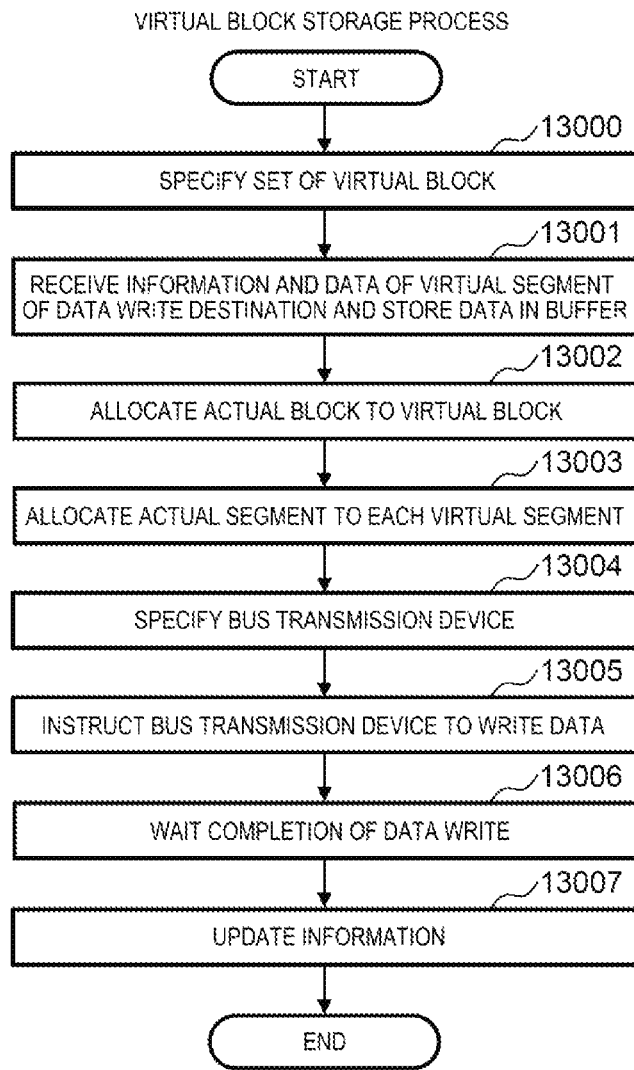 VIRTUAL BLOCK STORAGE PROCESS
START
13000
SPECIFY SET OF VIRTUAL BLOCK
13001
RECEIVE INFORMATION AND DATA OF VIRTUAL SEGMENT
OF DATA WRITE DESTINATION AND STORE DATA IN BUFFER
13002
ALLOCATE ACTUAL BLOCK TO VIRTUAL BLOCK
13003
ALLOCATE ACTUAL SEGMENT TO EACH VIRTUAL SEGMENT
13004
SPECIFY BUS TRANSMISSION DEVICE
13005
INSTRUCT BUS TRANSMISSION DEVICE TO WRITE DATA
13006
WAIT COMPLETION OF DATA WRITE
13007
UPDATE INFORMATION
END